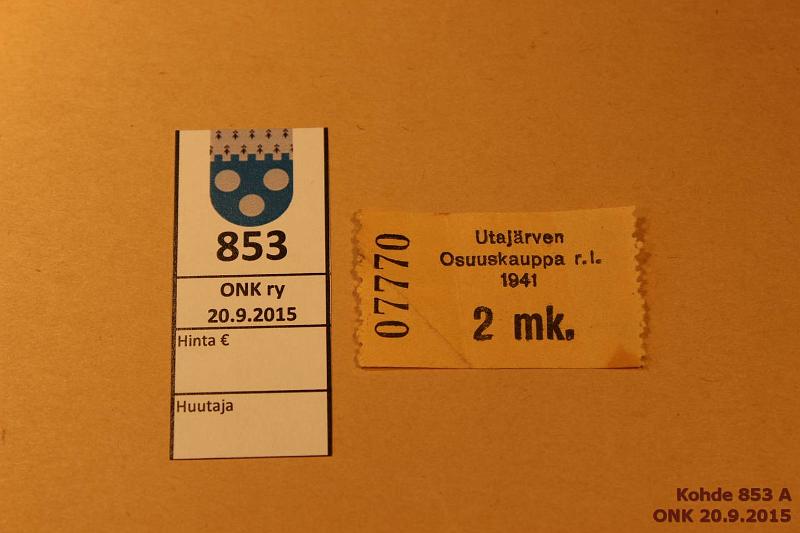 853
ONK ry
20.9.2015
Hinta €
Huutaja
07770
Utajärven
Osuuskauppa r.l.
1941
2 mk.
Kohde 853 A
ONK 20.9.2015